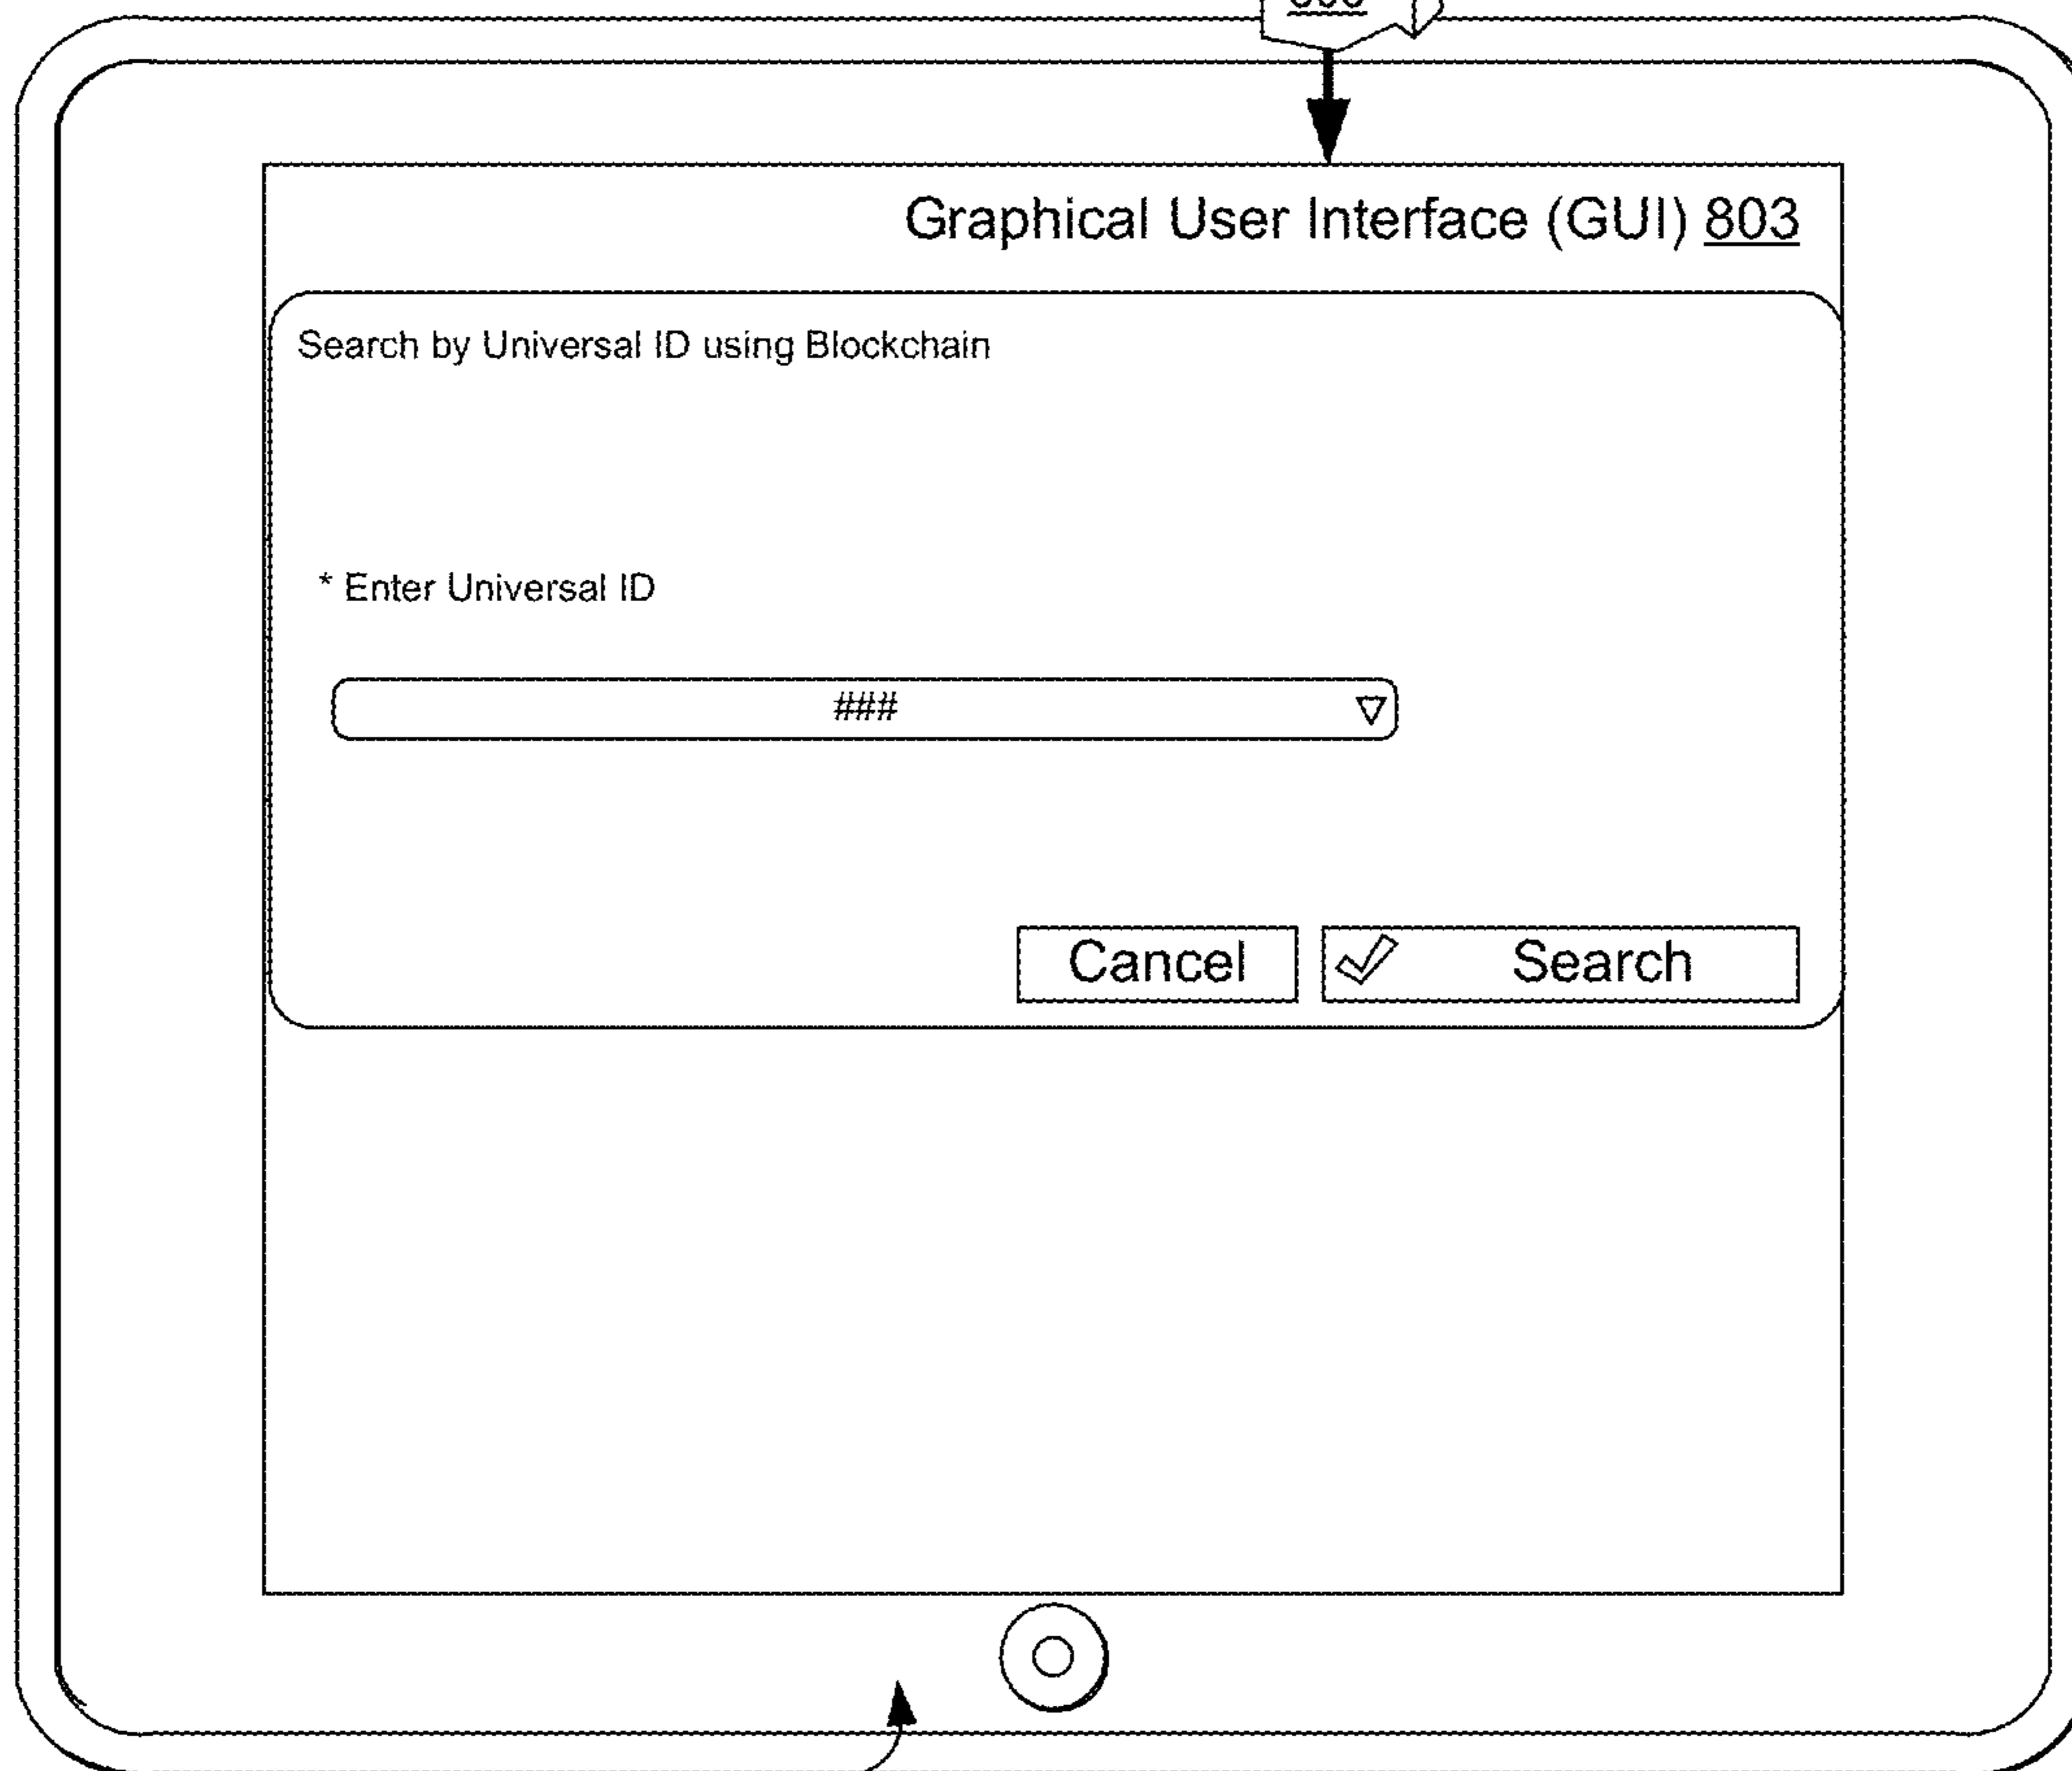 Graphical User Interface (GUI) 803
Search by Universal ID using Blockchain
* Enter Universal ID
###
Cancel
Search